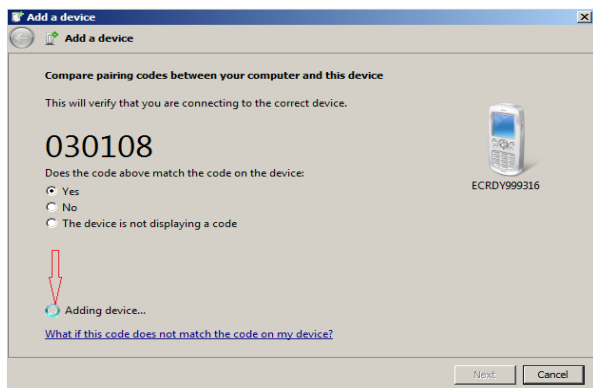 Add a device
Add a device
Compare pairing codes between your computer and this device
This will verify that you are connecting to the correct device.
030108
Does the code above match the code on the device:
Yes
No
The device is not displaying a code
ECRDY999316
Adding device...
What if this code does not match the code on my device?
Next Cancel